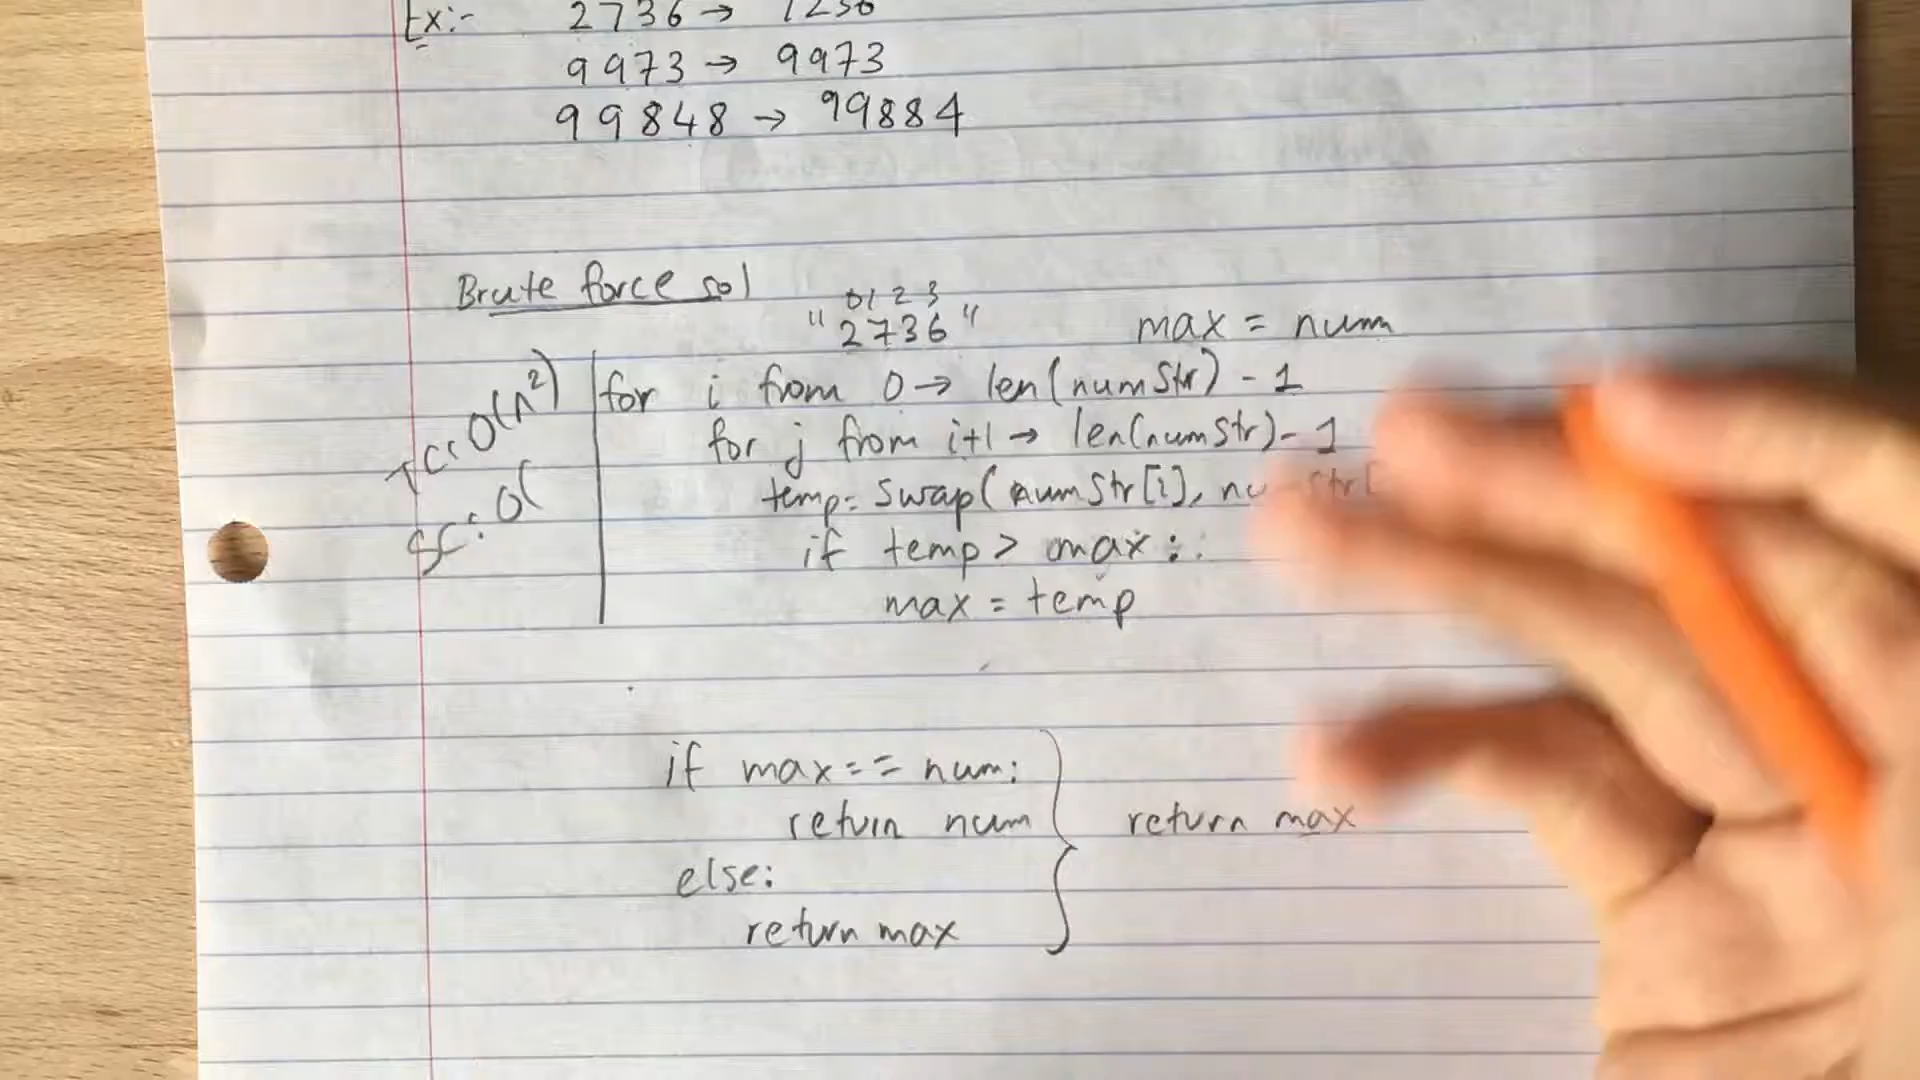 Ex:- 2736 → 7236
9973 → 9973
99848 → 99884
Brute force sol
0 1 2 3
"2736" max = num
TC: O(n²) for i from 0 → len(numStr) - 1
for j from i+1 → len(numStr) - 1
SC: O( temp = swap(numStr[i],
if temp > max:
max = temp
if max == num:
return num return max
else:
return max